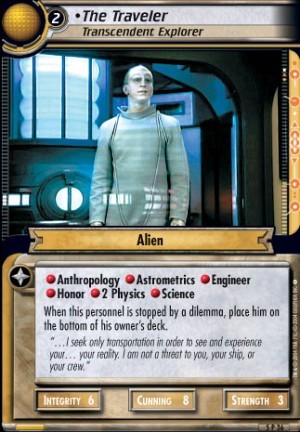 2
•The Traveler
Transcendent Explorer
Alien
•Anthropology •Astrometrics •Engineer
•Honor •2 Physics •Science
When this personnel is stopped by a dilemma, place him
on the bottom of his owner's deck.
"…I seek only transportation in order to see and experience
your… your reality. I am not a threat to you, your ship, or
your crew."
INTEGRITY 6
CUNNING 8
STRENGTH 3